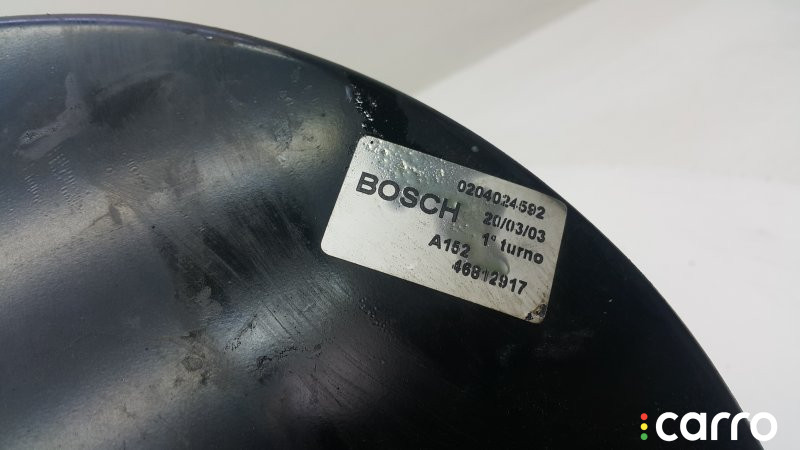 BOSCH 0204024592
20/03/03
1° turno
A152
46812917
carro